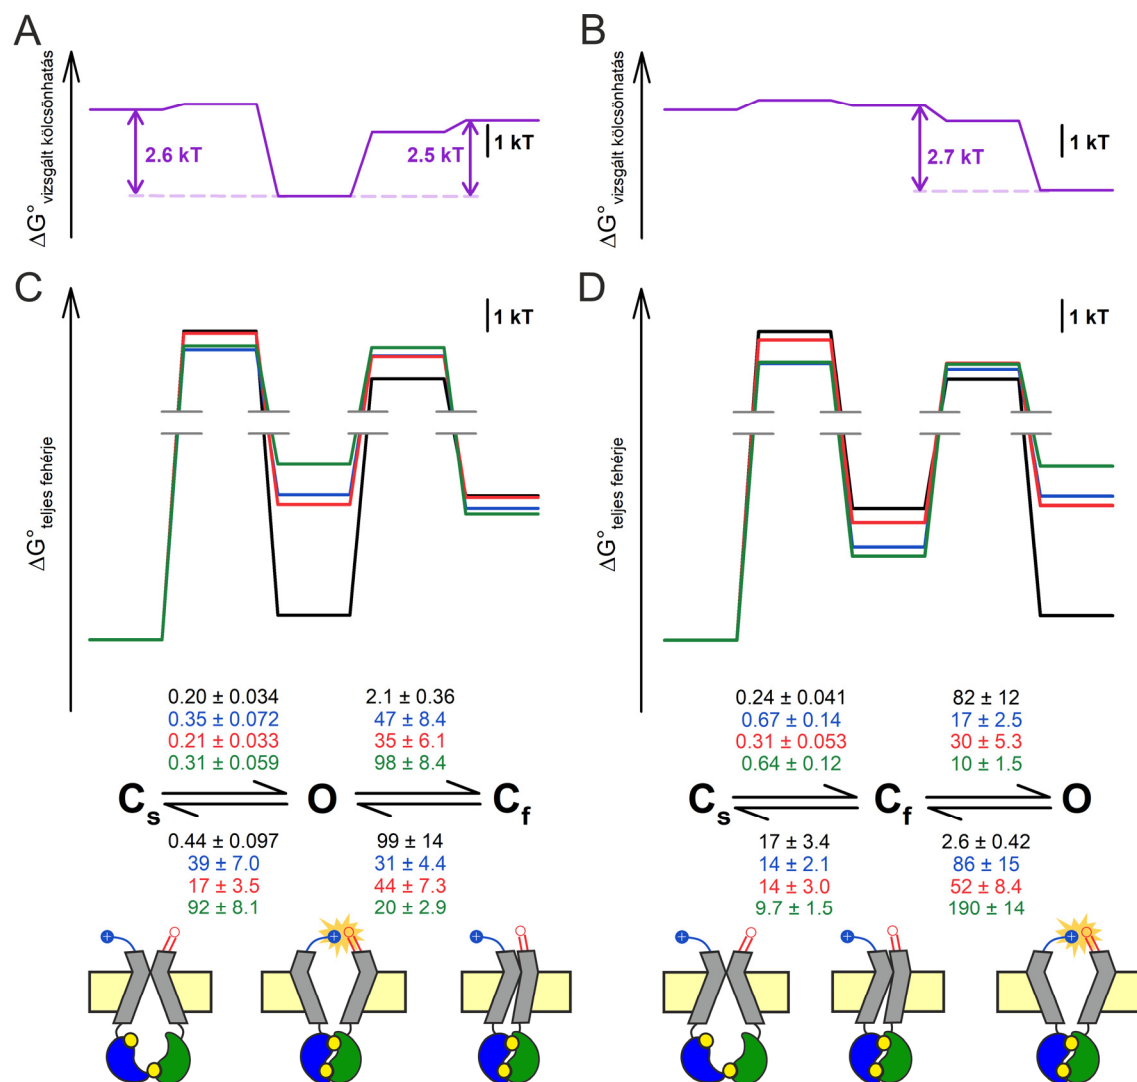 A
B
ΔG°vizsgált kölcsönhatás
2.6 kT
2.5 kT
1 kT
ΔG°vizsgált kölcsönhatás
2.7 kT
1 kT
C
D
ΔG°teljes fehérje
1 kT
ΔG°teljes fehérje
1 kT
0.20 ± 0.034
2.1 ± 0.36
0.24 ± 0.041
82 ± 12
0.35 ± 0.072
47 ± 8.4
0.67 ± 0.14
17 ± 2.5
0.21 ± 0.033
35 ± 6.1
0.31 ± 0.053
30 ± 5.3
0.31 ± 0.059
98 ± 8.4
0.64 ± 0.12
10 ± 1.5
Cs
O
Cf
Cs
Cf
O
0.44 ± 0.097
99 ± 14
17 ± 3.4
2.6 ± 0.42
39 ± 7.0
31 ± 4.4
14 ± 2.1
86 ± 15
17 ± 3.5
44 ± 7.3
14 ± 3.0
52 ± 8.4
92 ± 8.1
20 ± 2.9
9.7 ± 1.5
190 ± 14
+
+
+
+
+
+